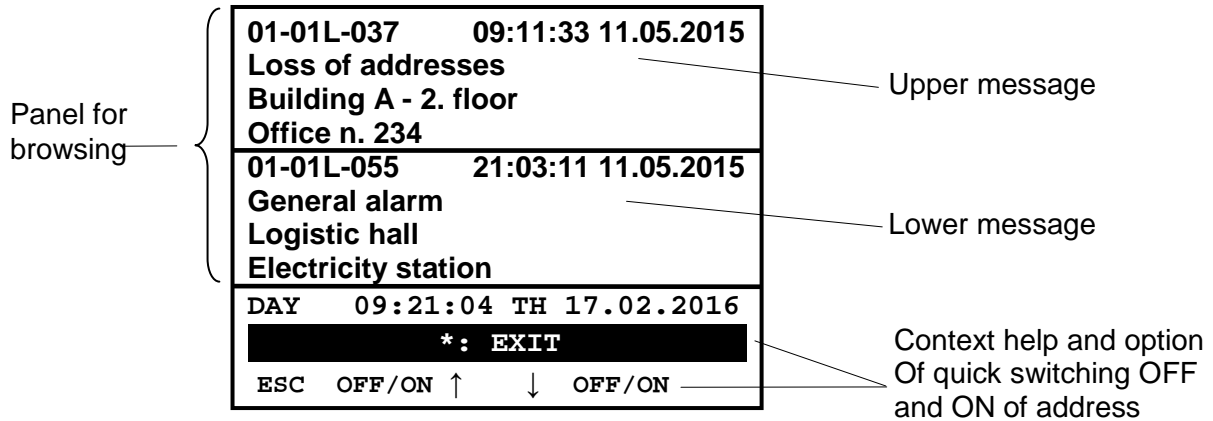 01-01L-037 09:11:33 11.05.2015
Loss of addresses
Building A - 2. floor
Office n. 234
01-01L-055 21:03:11 11.05.2015
General alarm
Logistic hall
Electricity station
DAY 09:21:04 TH 17.02.2016
*: EXIT
ESC OFF/ON ↑ ↓ OFF/ON
Panel for
browsing
Upper message
Lower message
Context help and option
Of quick switching OFF
and ON of address